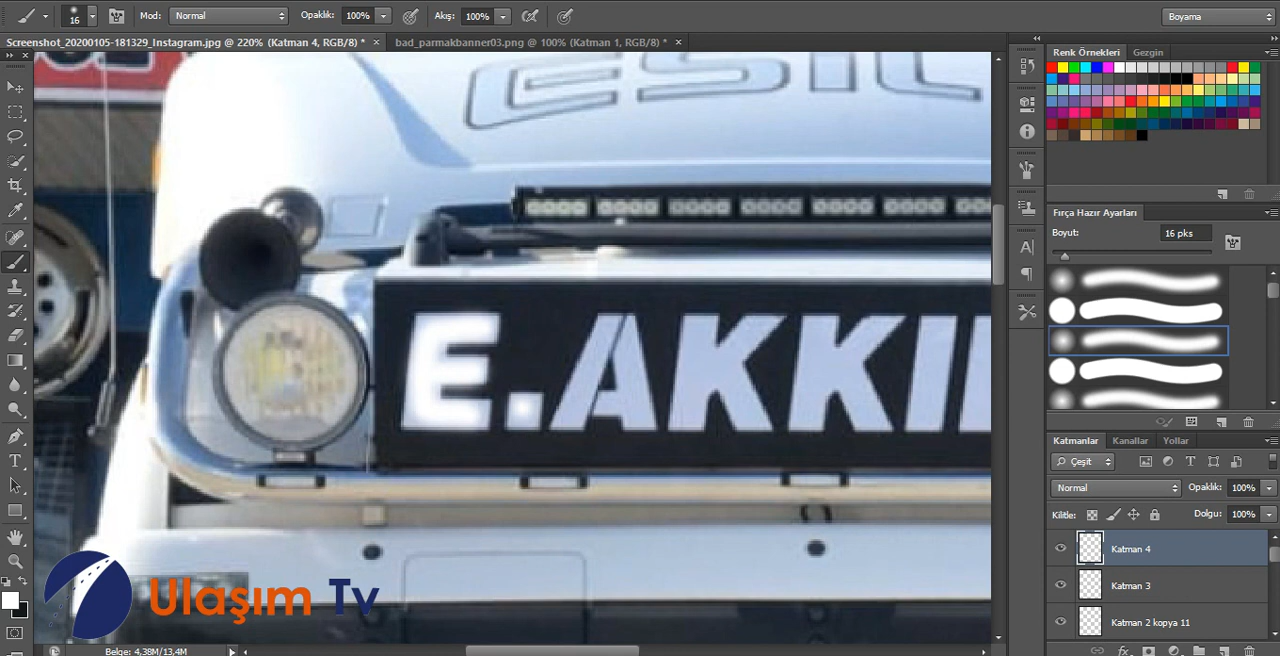 16
Mod: Normal
Opaklık: 100%
Akış: 100%
Boyama
Screenshot_20200105-181329_Instagram.jpg @ 220% (Katman 4, RGB/8) * ×
bad_parmakbanner03.png @ 100% (Katman 1, RGB/8) * ×
Renk Örnekleri
Gezgin
Fırça Hazır Ayarları
Boyut: 16 pks
E.AKKI
Ulaşım Tv
Katmanlar
Kanallar
Yollar
Çeşit
Normal
Opaklık: 100%
Kilitle:
Dolgu: 100%
Katman 4
Katman 3
Katman 2 kopya 11
fx
Belge: 4,38M/13,4M